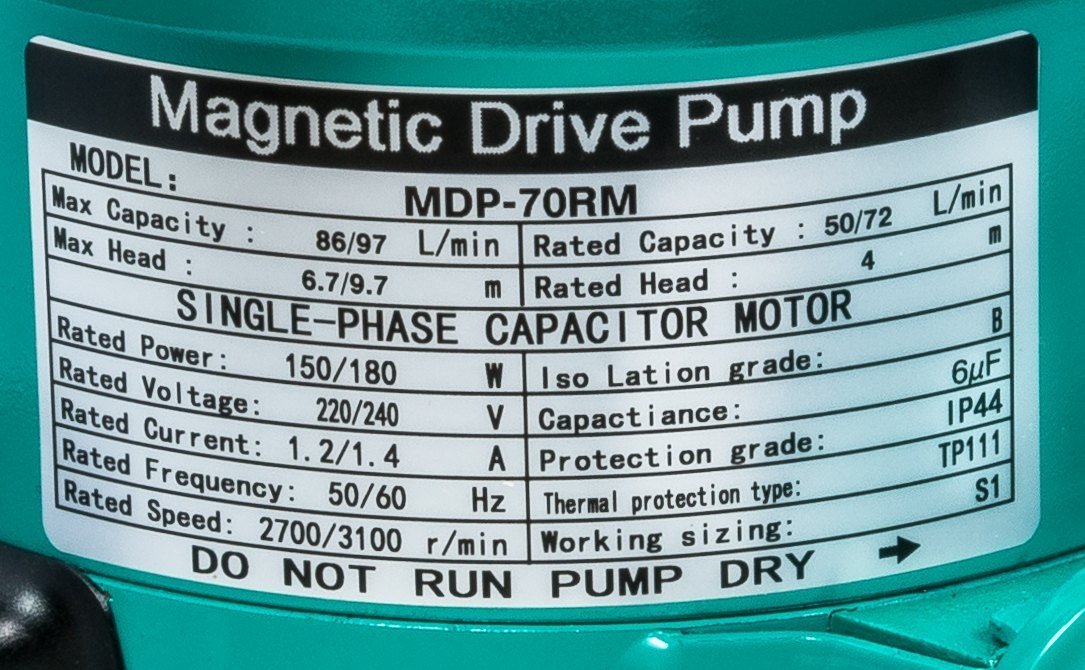 Magnetic Drive Pump
MODEL: MDP-70RM
Max Capacity : 86/97 L/min Rated Capacity : 50/72 L/min
Max Head : 6.7/9.7 m Rated Head : 4 m
SINGLE-PHASE CAPACITOR MOTOR
Rated Power: 150/180 W Iso Lation grade: B
Rated Voltage: 220/240 V Capactiance: 6μF
Rated Current: 1.2/1.4 A Protection grade: IP44
Rated Frequency: 50/60 Hz Thermal protection type: TP111
Rated Speed: 2700/3100 r/min Working sizing: S1
DO NOT RUN PUMP DRY